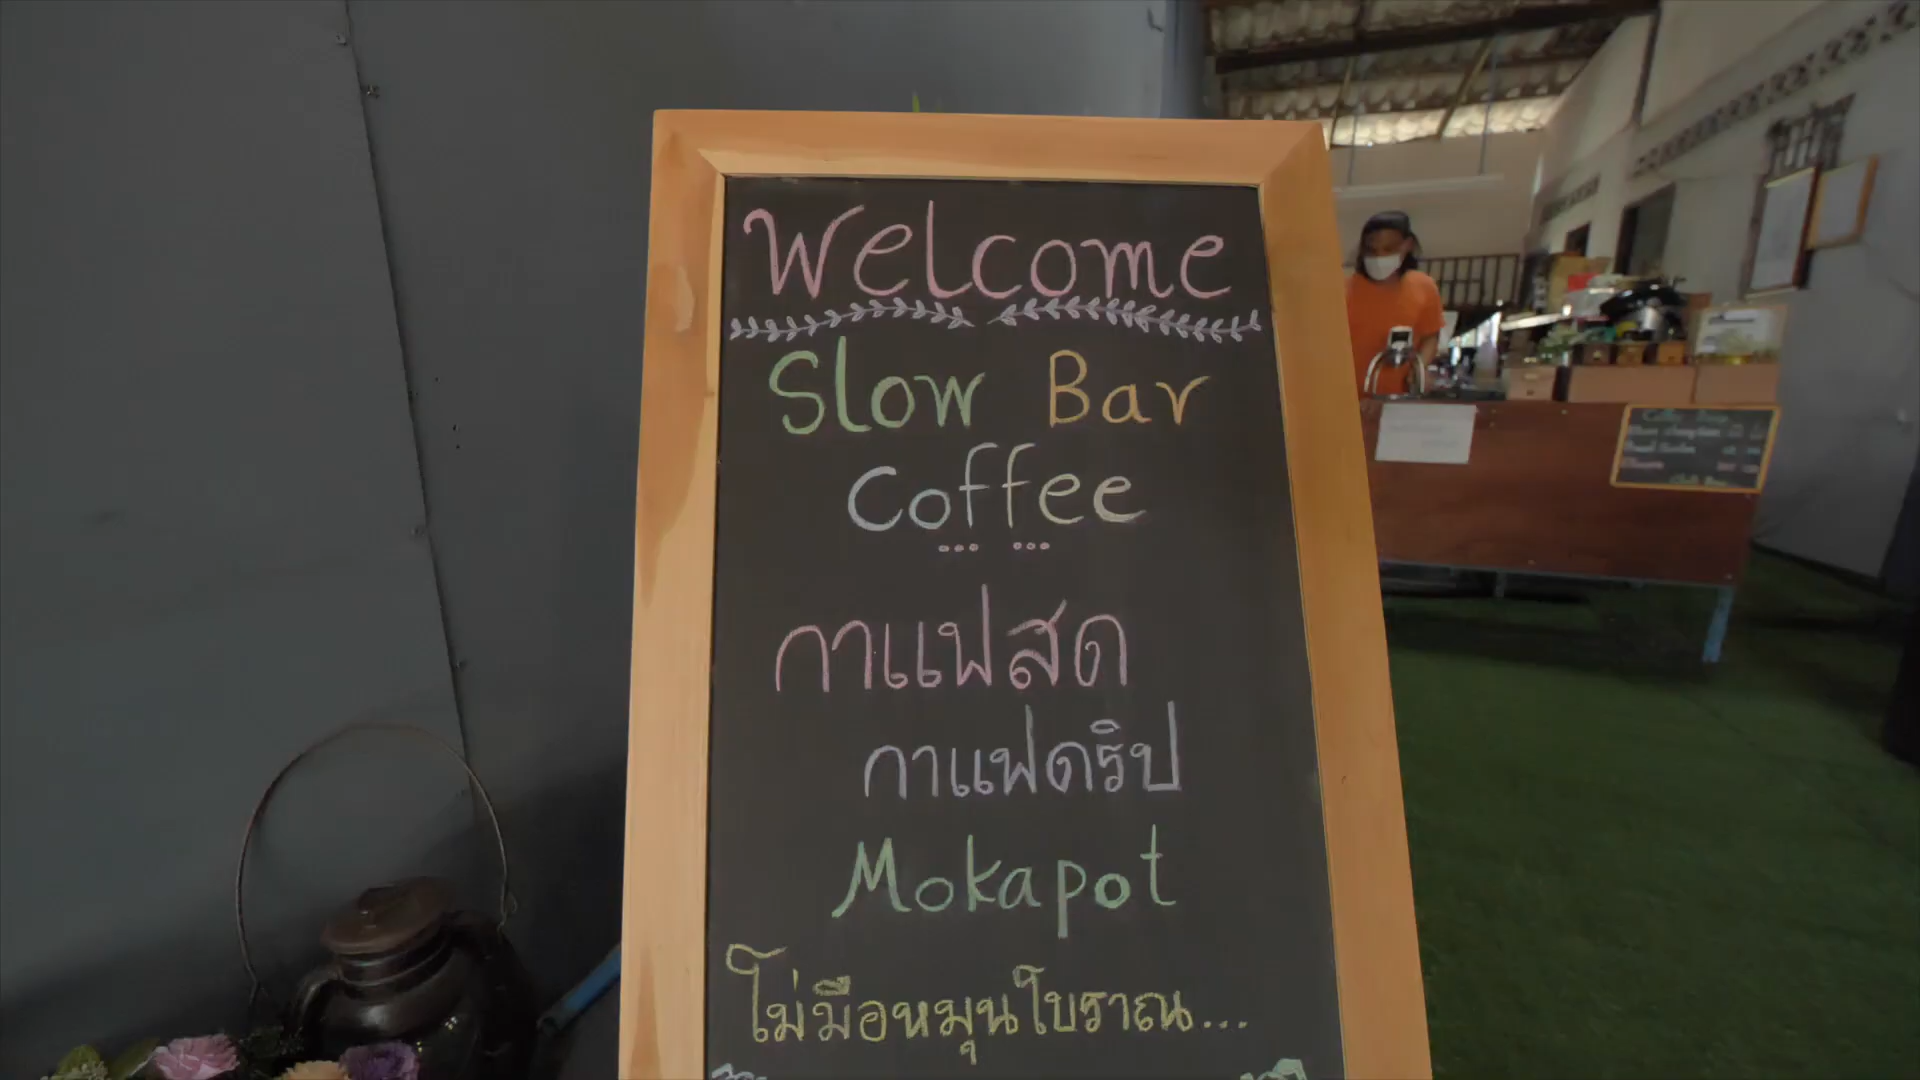 Welcome
Slow Bar
Coffee
... ...
กาแฟสด
กาแฟดริป
Mokapot
โม่มือหมุนโบราณ...